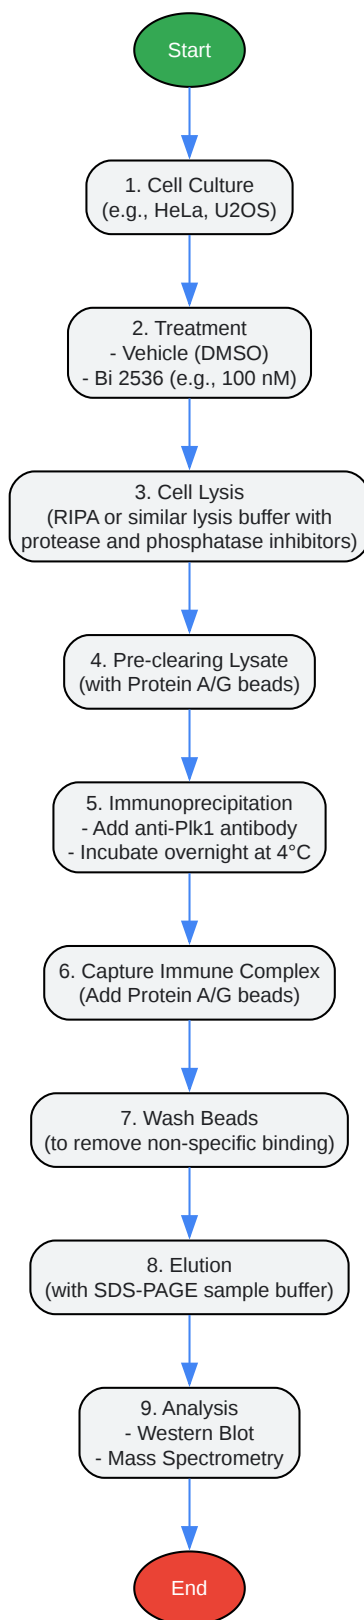 Start
1. Cell Culture
(e.g., HeLa, U2OS)
2. Treatment
- Vehicle (DMSO)
- Bi 2536 (e.g., 100 nM)
3. Cell Lysis
(RIPA or similar lysis buffer with
protease and phosphatase inhibitors)
4. Pre-clearing Lysate
(with Protein A/G beads)
5. Immunoprecipitation
- Add anti-Plk1 antibody
- Incubate overnight at 4°C
6. Capture Immune Complex
(Add Protein A/G beads)
7. Wash Beads
(to remove non-specific binding)
8. Elution
(with SDS-PAGE sample buffer)
9. Analysis
- Western Blot
- Mass Spectrometry
End